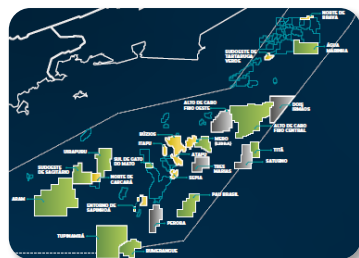 NORTE DE
BRAVA
SUDOESTE DE
TARTARUGA
VERDE
ÁGUA
MARINHA
ALTO DE CABO
FRIO OESTE
DOIS
IRMÃOS
ALTO DE CABO
FRIO CENTRAL
BÚZIOS
ITAPU
MERO
(LIBRA)
TITÃ
SATURNO
UIRAPURU
SUL DE GATO
DO MATO
ATAPU
SUDOESTE
DE SAGITÁRIO
NORTE DE
CARCARÁ
SÉPIA
TRÊS
MARIAS
ARAM
ENTORNO DE
SAPINHOÁ
PAU BRASIL
PEROBA
TUPINAMBÁ
BUMERANGUE